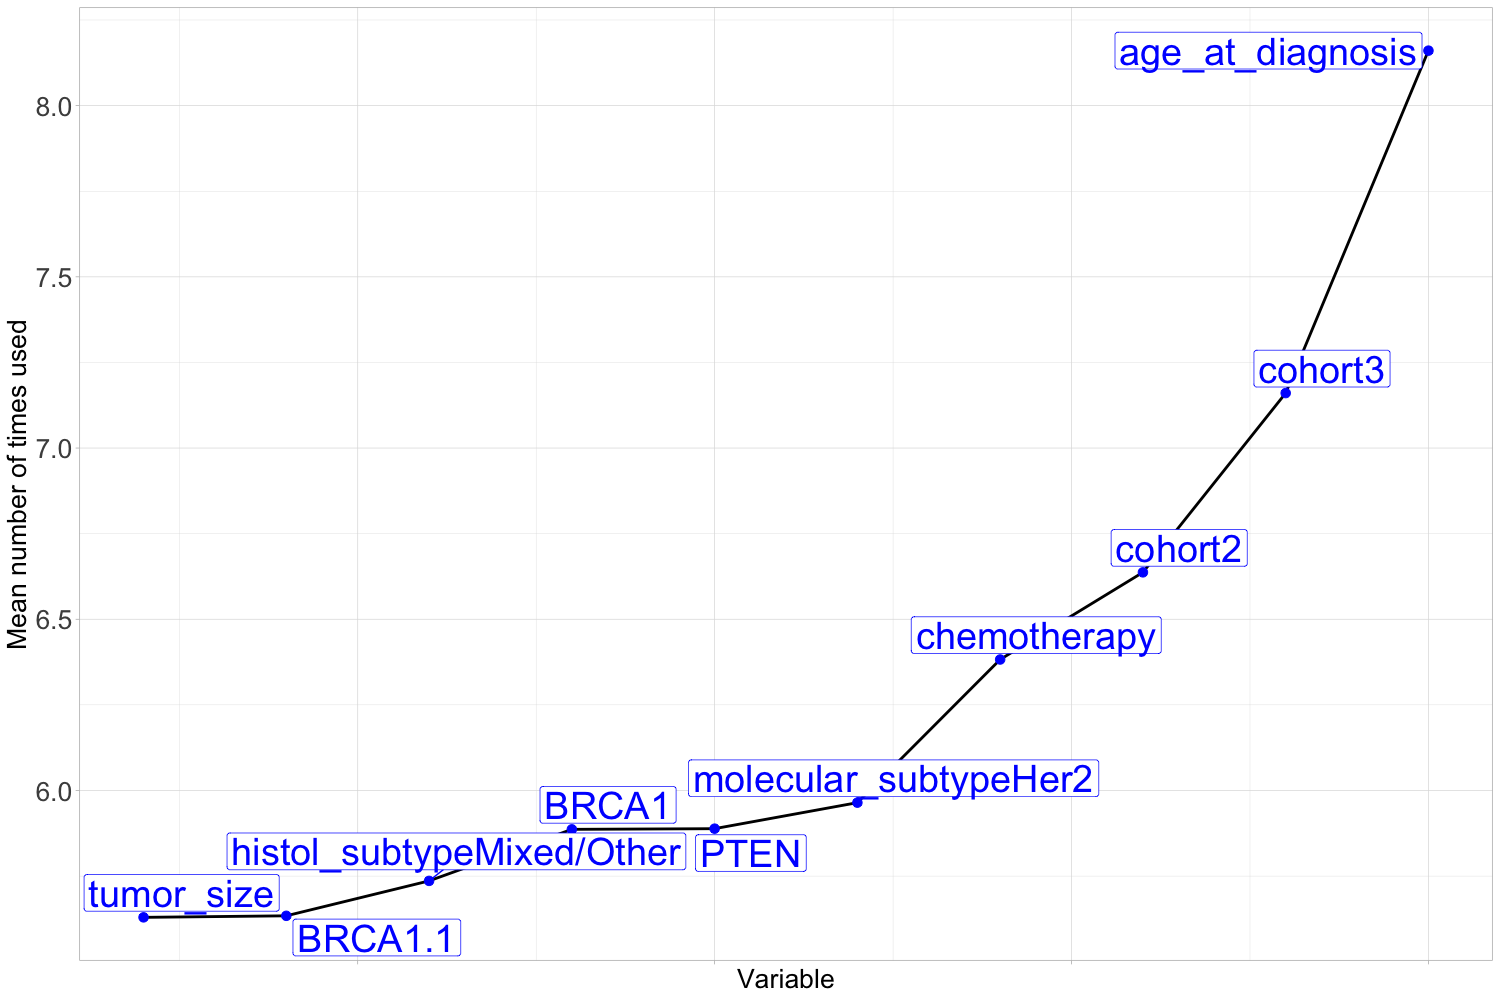 age_at_diagnosis
8.0
7.5
cohort3
7.0
cohort2
6.5
chemotherapy
molecular_subtypeHer2
6.0
BRCA1
histol_subtypeMixed/Other
PTEN
tumor_size
BRCA1.1
Mean number of times used
Variable